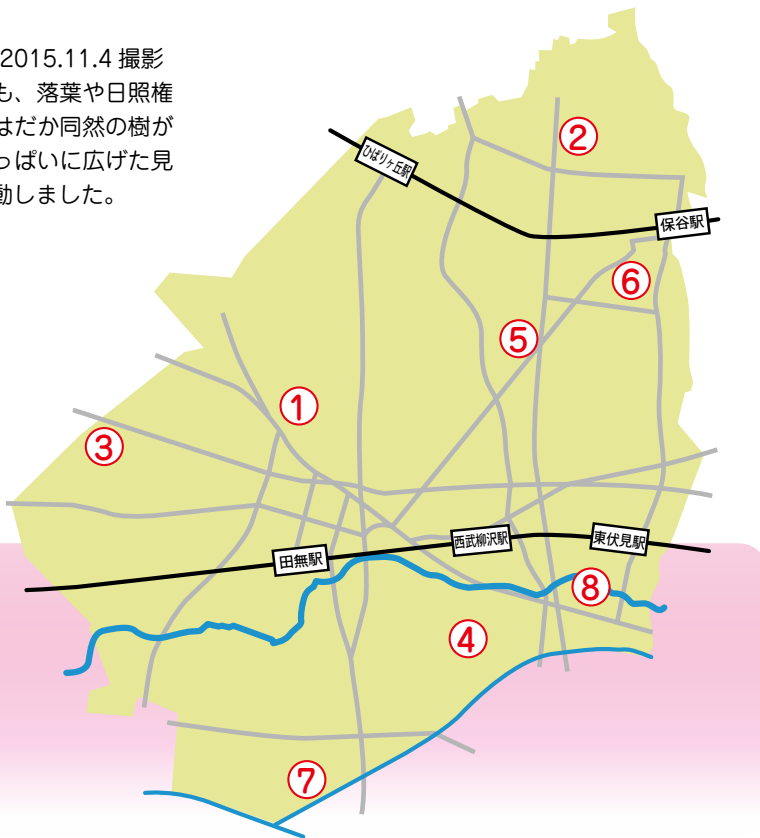 2015.11.4 撮影
も、落葉や日照権
はだか同然の樹が
っぱいに広げた見
動しました。
②
ひばりヶ丘駅
保谷駅
⑥
⑤
①
③
西武柳沢駅
東伏見駅
田無駅
⑧
④
⑦